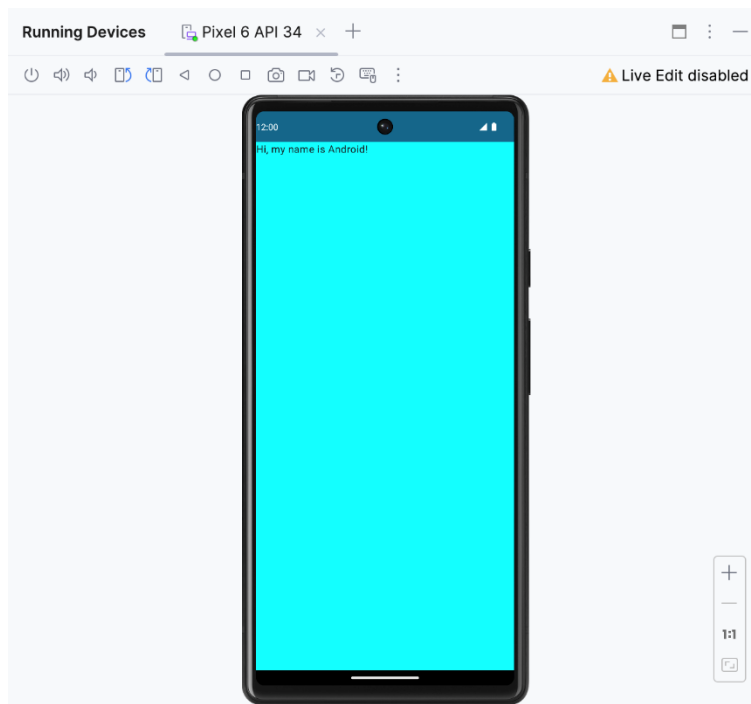 Running Devices Pixel 6 API 34
Live Edit disabled
12:00
Hi, my name is Android!
1:1